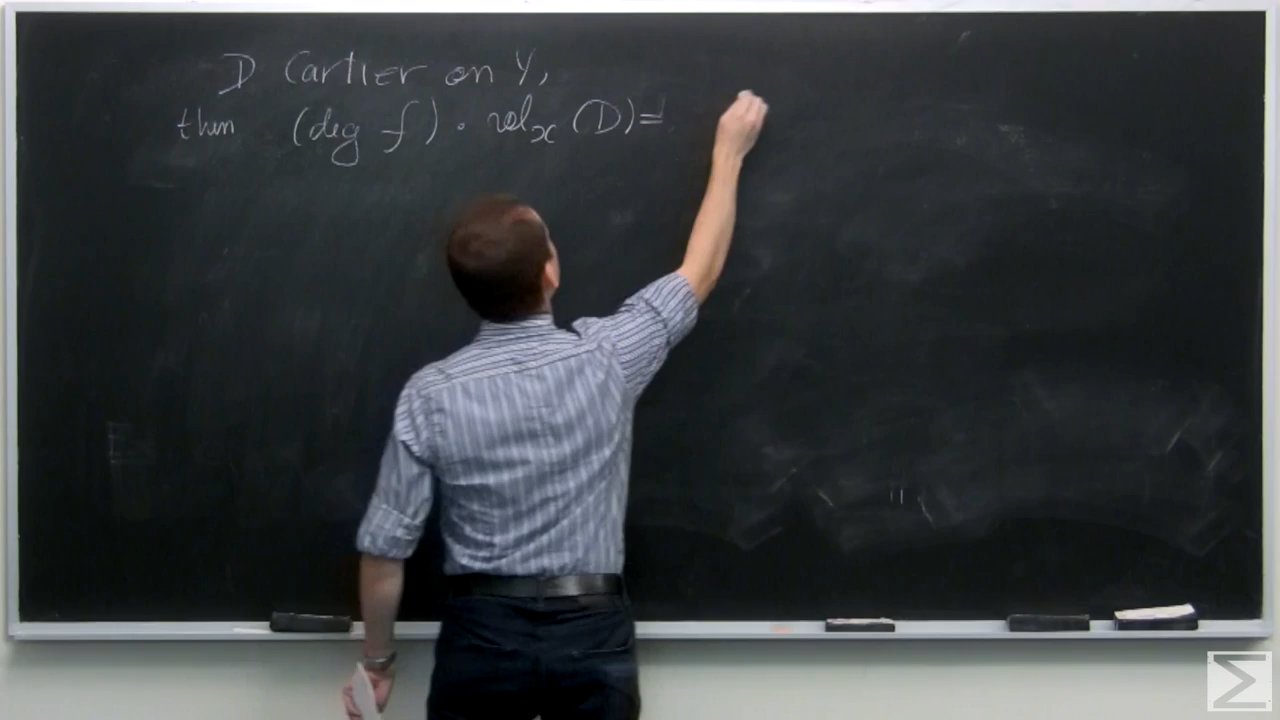 D Cartier on Y,
then (deg f) · vol_x (D) =
Σ